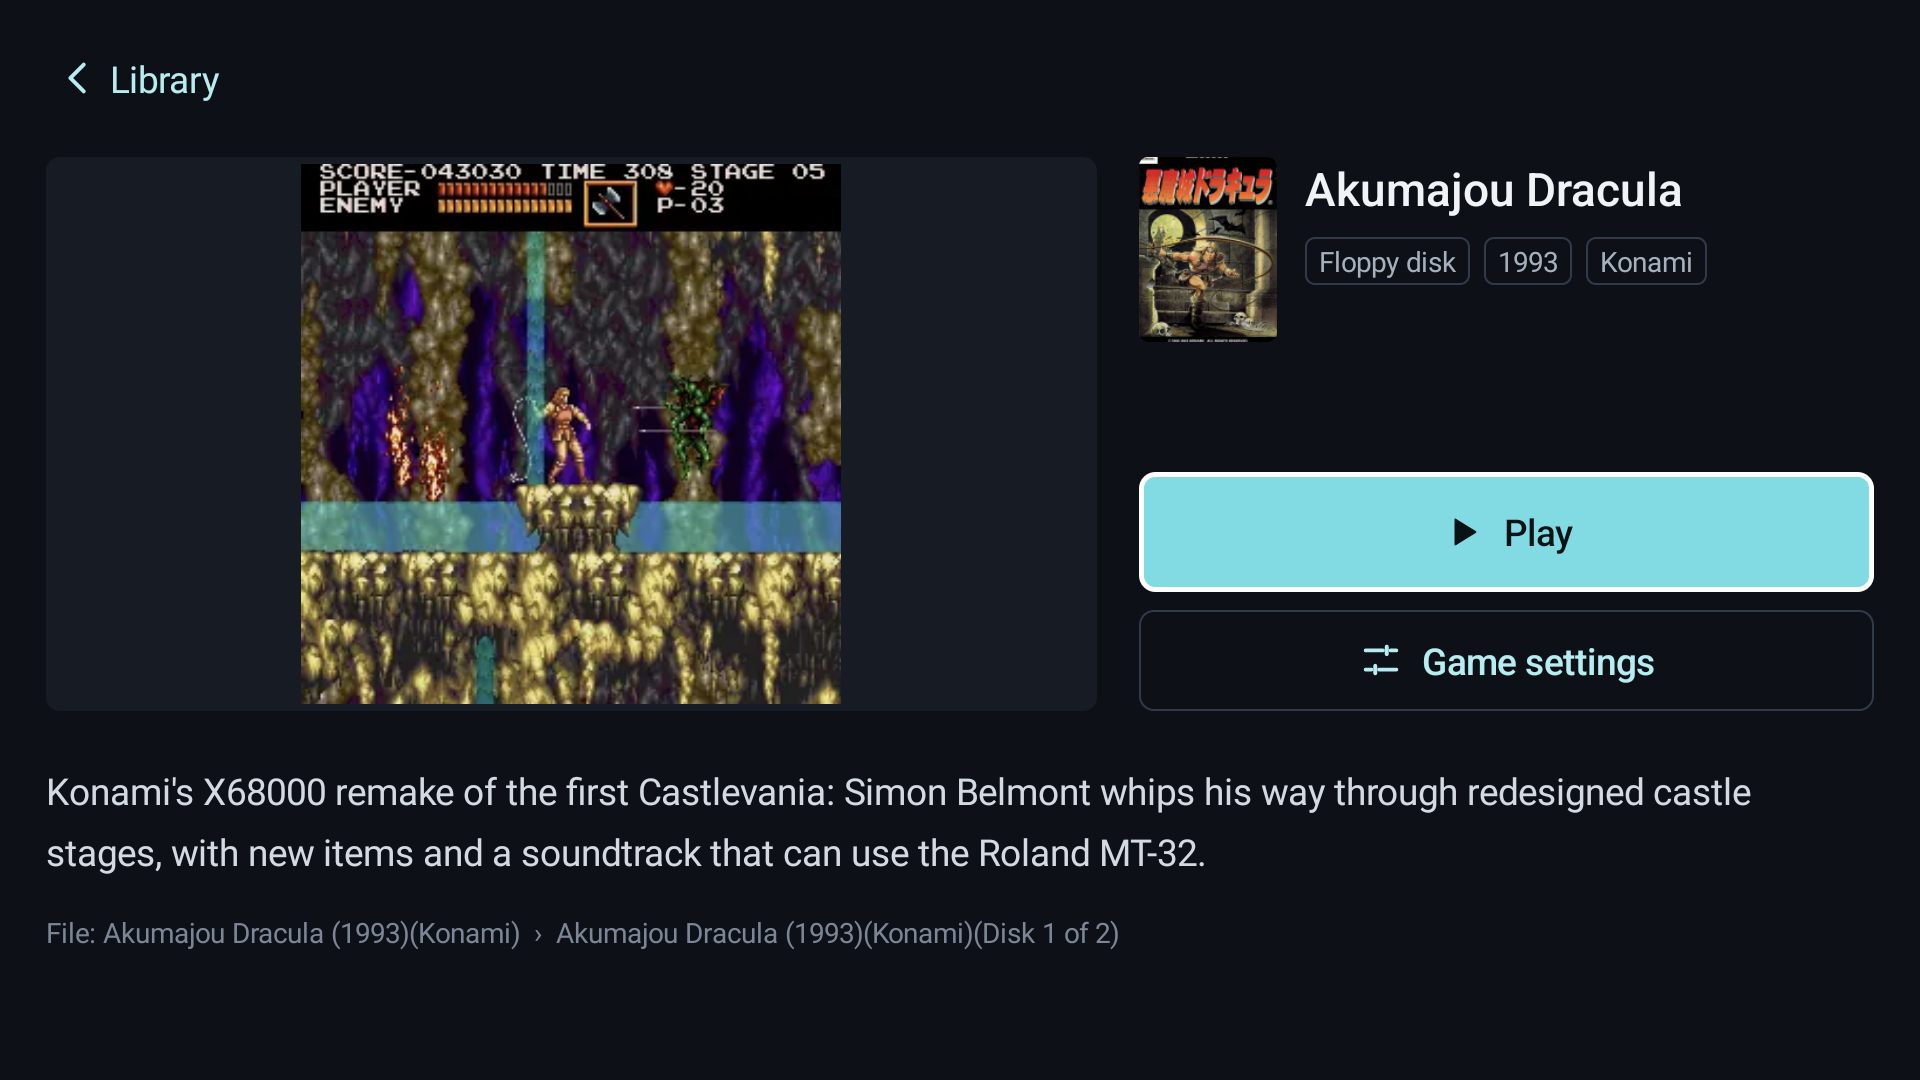 Library
SCORE-043030 TIME 308 STAGE 05
PLAYER
-20
ENEMY
P-03
悪魔城ドラキュラ
Akumajou Dracula
Floppy disk
1993
Konami
Play
Game settings
Konami's X68000 remake of the first Castlevania: Simon Belmont whips his way through redesigned castle
stages, with new items and a soundtrack that can use the Roland MT-32.
File: Akumajou Dracula (1993)(Konami) › Akumajou Dracula (1993)(Konami)(Disk 1 of 2)